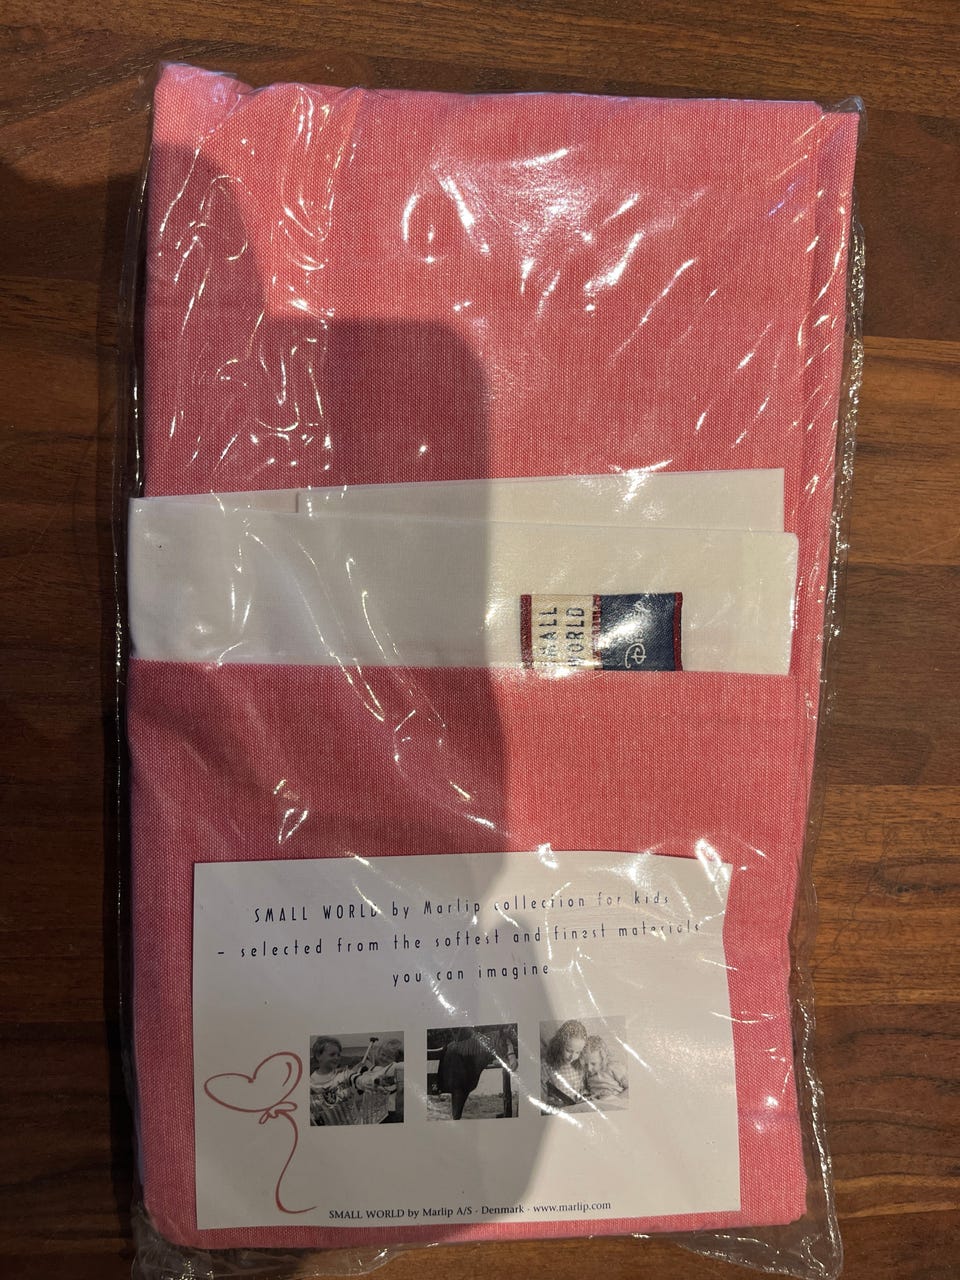 SMALL
WORLD
Disney
SMALL WORLD by Marlip collection for kids
– selected from the softest and finest materials
you can imagine
SMALL WORLD by Marlip A/S · Denmark · www.marlip.com